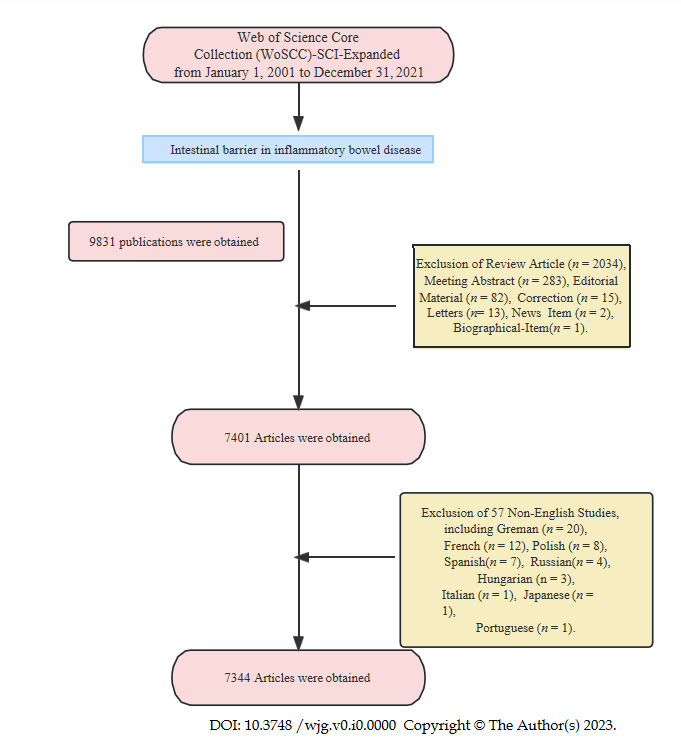 Web of Science Core
Collection (WoSCC)-SCI-Expanded
from January 1, 2001 to December 31, 2021
Intestinal barrier in inflammatory bowel disease
9831 publications were obtained
Exclusion of Review Article (n = 2034),
Meeting Abstract (n = 283), Editorial
Material (n = 82), Correction (n = 15),
Letters (n= 13), News Item (n = 2),
Biographical-Item(n = 1).
7401 Articles were obtained
Exclusion of 57 Non-English Studies,
including Greman (n = 20),
French (n = 12), Polish (n = 8),
Spanish(n = 7), Russian(n = 4),
Hungarian (n = 3),
Italian (n = 1), Japanese (n =
1),
Portuguese (n = 1).
7344 Articles were obtained
DOI: 10.3748 /wjg.v0.i0.0000 Copyright © The Author(s) 2023.